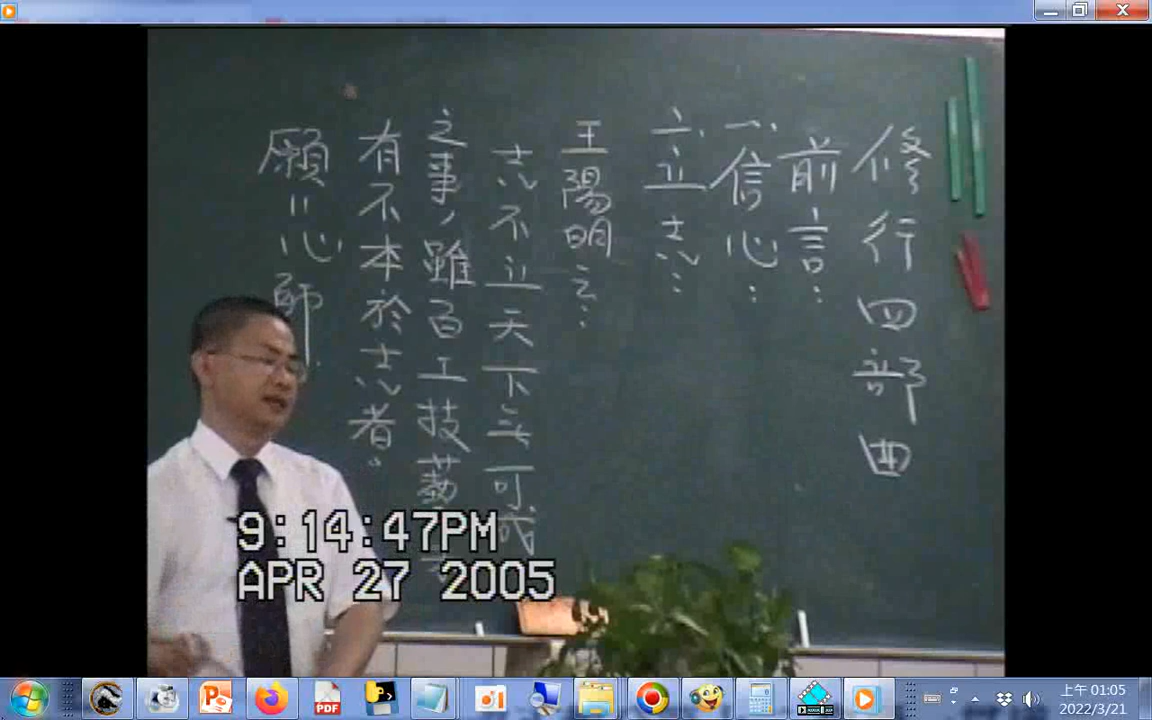 修行四部曲
前言:
一.信心:
二.立志:
王陽明云:
志不立天下無可成
之事,雖百工技藝
有不本於志者。
願=心師
9:14:47PM
APR 27 2005
PDF
上午 01:05
2022/3/21